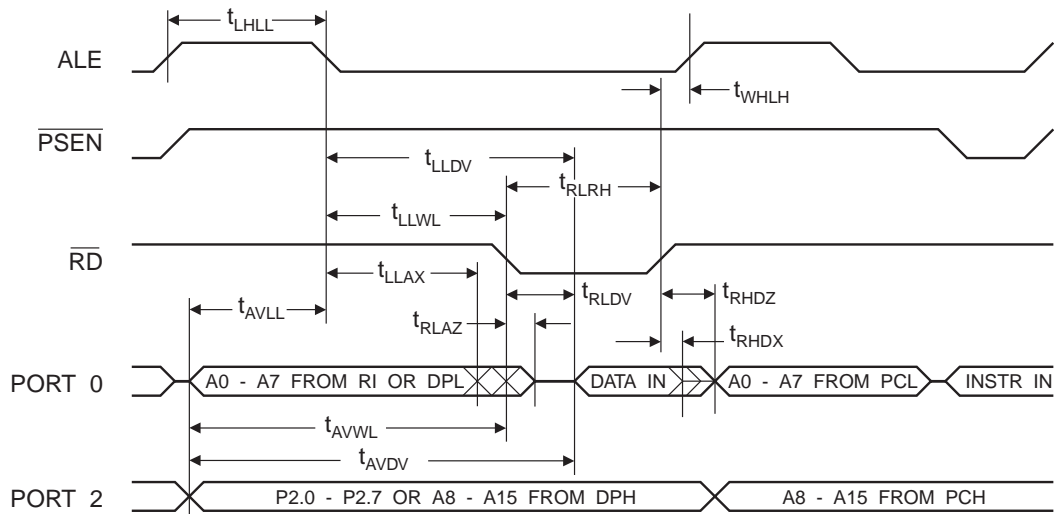 tLHLL
ALE
tWHLH
PSEN
tLLDV
tRLRH
tLLWL
RD
tLLAX
tRLDV
tRHDZ
tAVLL
tRLAZ
tRHDX
PORT 0
A0 - A7 FROM RI OR DPL
DATA IN
A0 - A7 FROM PCL
INSTR IN
tAVWL
tAVDV
PORT 2
P2.0 - P2.7 OR A8 - A15 FROM DPH
A8 - A15 FROM PCH